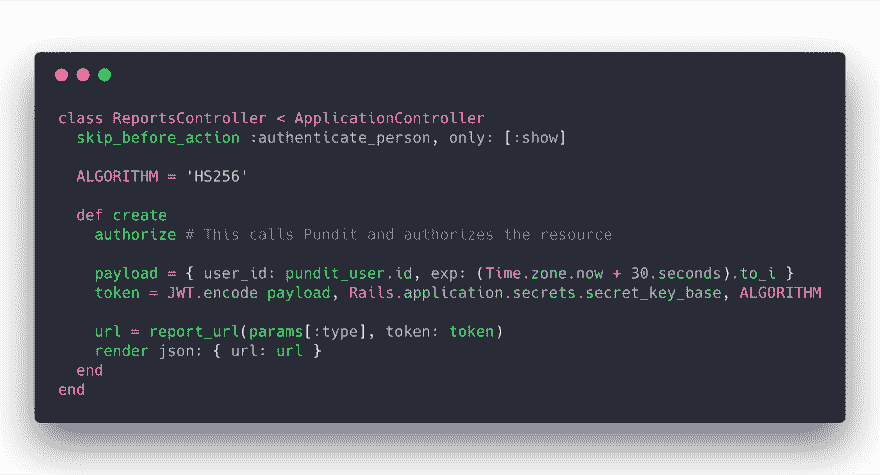 class ReportsController < ApplicationController
  skip_before_action :authenticate_person, only: [:show]
  ALGORITHM = 'HS256'
  def create
    authorize # This calls Pundit and authorizes the resource
    payload = { user_id: pundit_user.id, exp: (Time.zone.now + 30.seconds).to_i }
    token = JWT.encode payload, Rails.application.secrets.secret_key_base, ALGORITHM
    url = report_url(params[:type], token: token)
    render json: { url: url }
  end
end